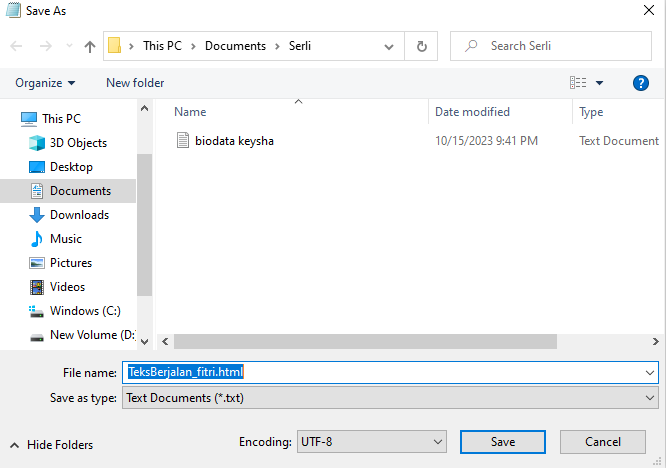 Save As
This PC > Documents > Serli
Search Serli
Organize
New folder
?
Name
Date modified
Type
This PC
3D Objects
Desktop
Documents
Downloads
Music
Pictures
Videos
Windows (C:)
New Volume (D:
biodata keysha
10/15/2023 9:41 PM
Text Document
File name:
TeksBerjalan_fitri.html
Save as type:
Text Documents (*.txt)
Hide Folders
Encoding:
UTF-8
Save
Cancel